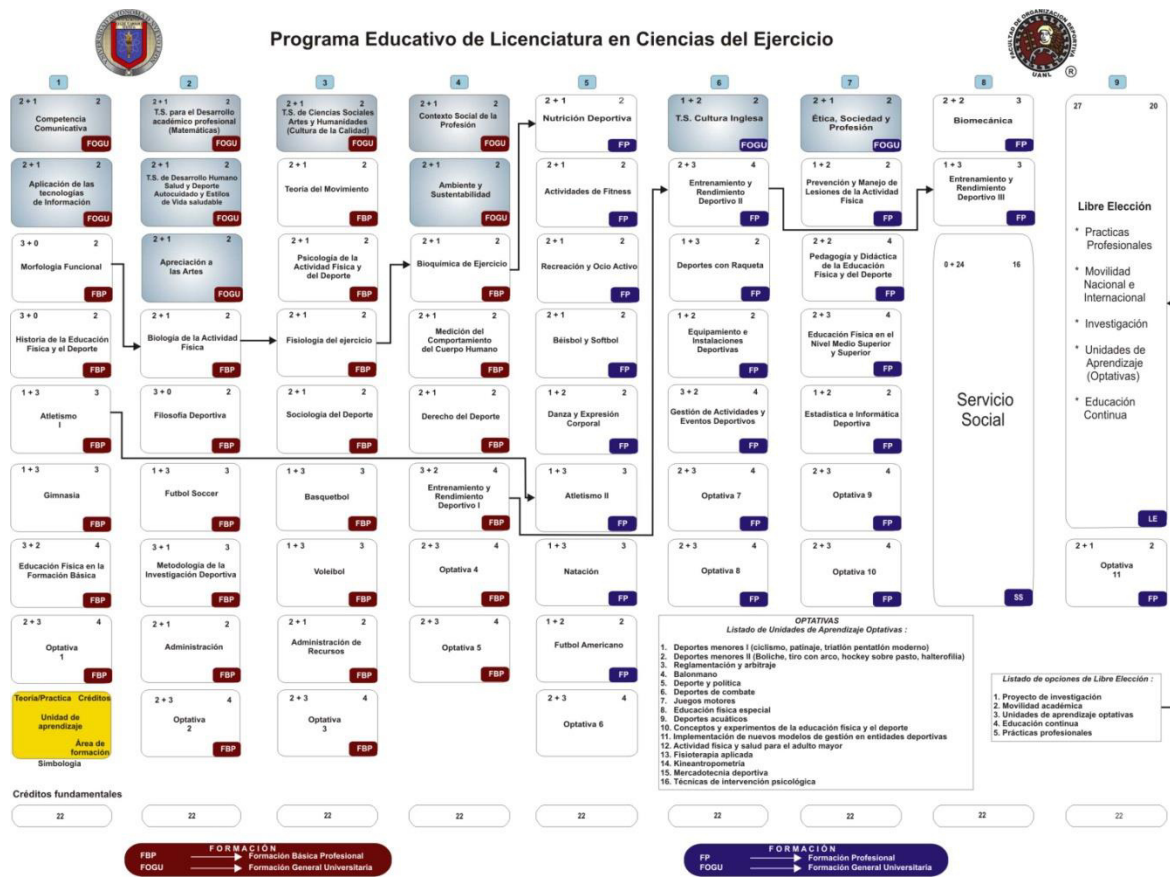 Programa Educativo de Licenciatura en Ciencias del Ejercicio
UANL
®
1
2 + 1 2
Competencia
Comunicativa
FOGU
2 + 1 2
Aplicación de las
tecnologías
de Información
FOGU
3 + 0 2
Morfología Funcional
FBP
3 + 0 2
Historia de la Educación
Física y el Deporte
FBP
1 + 3 3
Atletismo
I
FBP
1 + 3 3
Gimnasia
FBP
3 + 2 4
Educación Física en la
Formación Básica
FBP
2 + 3 4
Optativa
1
FBP
Teoría/Practica Créditos
Unidad de
aprendizaje
Área de
formación
Simbología
2
2 + 1 2
T.S. para el Desarrollo
académico profesional
(Matemáticas)
FOGU
2 + 1 2
T.S. de Desarrollo Humano
Salud y Deporte
Autocuidado y Estilos
de Vida saludable
FOGU
2 + 1 2
Apreciación a
las Artes
FOGU
2 + 1 2
Biología de la Actividad
Física
FBP
3 + 0 2
Filosofía Deportiva
FBP
1 + 3 3
Futbol Soccer
FBP
3 + 1 3
Metodología de la
Investigación Deportiva
FBP
2 + 1 2
Administración
FBP
2 + 3 4
Optativa
2
FBP
3
2 + 1 2
T.S. de Ciencias Sociales
Artes y Humanidades
(Cultura de la Calidad)
FOGU
2 + 1 2
Teoría del Movimiento
FBP
2 + 1 2
Psicología de la
Actividad Física y
del Deporte
FBP
2 + 1 2
Fisiología del ejercicio
FBP
2 + 1 2
Sociología del Deporte
FBP
1 + 3 3
Basquetbol
FBP
1 + 3 3
Voleibol
FBP
2 + 1 2
Administración de
Recursos
FBP
2 + 3 4
Optativa
3
FBP
4
2 + 1 2
Contexto Social de la
Profesión
FOGU
2 + 1 2
Ambiente y
Sustentabilidad
FOGU
2 + 1 2
Bioquímica de Ejercicio
FBP
2 + 1 2
Medición del
Comportamiento
del Cuerpo Humano
FBP
2 + 1 2
Derecho del Deporte
FBP
3 + 2 4
Entrenamiento y
Rendimiento
Deportivo I
FBP
2 + 3 4
Optativa 4
FBP
2 + 3 4
Optativa 5
FBP
5
2 + 1 2
Nutrición Deportiva
FP
2 + 1 2
Actividades de Fitness
FP
2 + 1 2
Recreación y Ocio Activo
FP
2 + 1 2
Béisbol y Softbol
FP
1 + 2 2
Danza y Expresión
Corporal
FP
1 + 3 3
Atletismo II
FP
1 + 3 3
Natación
FP
1 + 2 2
Futbol Americano
FP
2 + 3 4
Optativa 6
6
1 + 2 2
T.S. Cultura Inglesa
FOGU
2 + 3 4
Entrenamiento y
Rendimiento
Deportivo II
FP
1 + 3 2
Deportes con Raqueta
FP
1 + 2 2
Equipamiento e
Instalaciones
Deportivas
FP
3 + 2 4
Gestión de Actividades y
Eventos Deportivos
FP
2 + 3 4
Optativa 7
FP
2 + 3 4
Optativa 8
FP
7
2 + 1 2
Ética, Sociedad y
Profesión
FOGU
1 + 2 2
Prevención y Manejo de
Lesiones de la Actividad
Física
FP
2 + 2 4
Pedagogía y Didáctica
de la Educación
Física y del Deporte
FP
2 + 3 4
Educación Física en el
Nivel Medio Superior
y Superior
FP
1 + 2 2
Estadística e Informática
Deportiva
FP
2 + 3 4
Optativa 9
FP
2 + 3 4
Optativa 10
FP
8
2 + 2 3
Biomecánica
FP
1 + 3 3
Entrenamiento y
Rendimiento
Deportivo III
FP
0 + 24 16
Servicio
Social
SS
9
27 20
Libre Elección
* Practicas
Profesionales
* Movilidad
Nacional e
Internacional
* Investigación
* Unidades de
Aprendizaje
(Optativas)
* Educación
Continua
LE
2 + 1 2
Optativa
11
FP
OPTATIVAS
Listado de Unidades de Aprendizaje Optativas :
1. Deportes menores I (ciclismo, patinaje, triatlón pentatlón moderno)
2. Deportes menores II (Boliche, tiro con arco, hockey sobre pasto, halterofilia)
3. Reglamentación y arbitraje
4. Balonmano
5. Deporte y política
6. Deportes de combate
7. Juegos motores
8. Educación física especial
9. Deportes acuáticos
10. Conceptos y experimentos de la educación física y el deporte
11. Implementación de nuevos modelos de gestión en entidades deportivas
12. Actividad física y salud para el adulto mayor
13. Fisioterapia aplicada
14. Kineantropometría
15. Mercadotecnia deportiva
16. Técnicas de intervención psicológica
Listado de opciones de Libre Elección :
1. Proyecto de investigación
2. Movilidad académica
3. Unidades de aprendizaje optativas
4. Educación continua
5. Prácticas profesionales
Créditos fundamentales
22 22 22 22 22 22 22 22 22
FORMACIÓN
FBP Formación Básica Profesional
FOGU Formación General Universitaria
FORMACIÓN
FP Formación Profesional
FOGU Formación General Universitaria